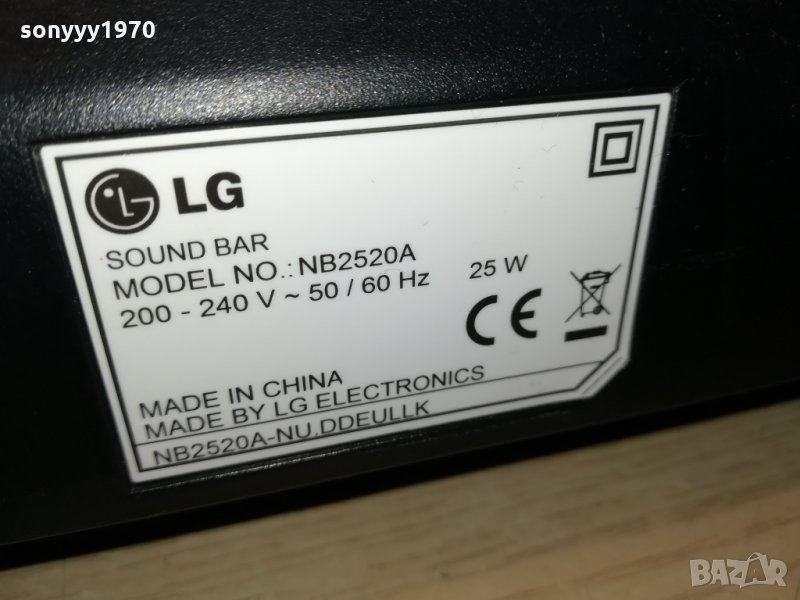 sonyyy1970
LG
SOUND BAR
MODEL NO.: NB2520A
200 - 240 V ~ 50 / 60 Hz 25 W
CE
MADE IN CHINA
MADE BY LG ELECTRONICS
NB2520A-NU.DDEULLK
BAZAR